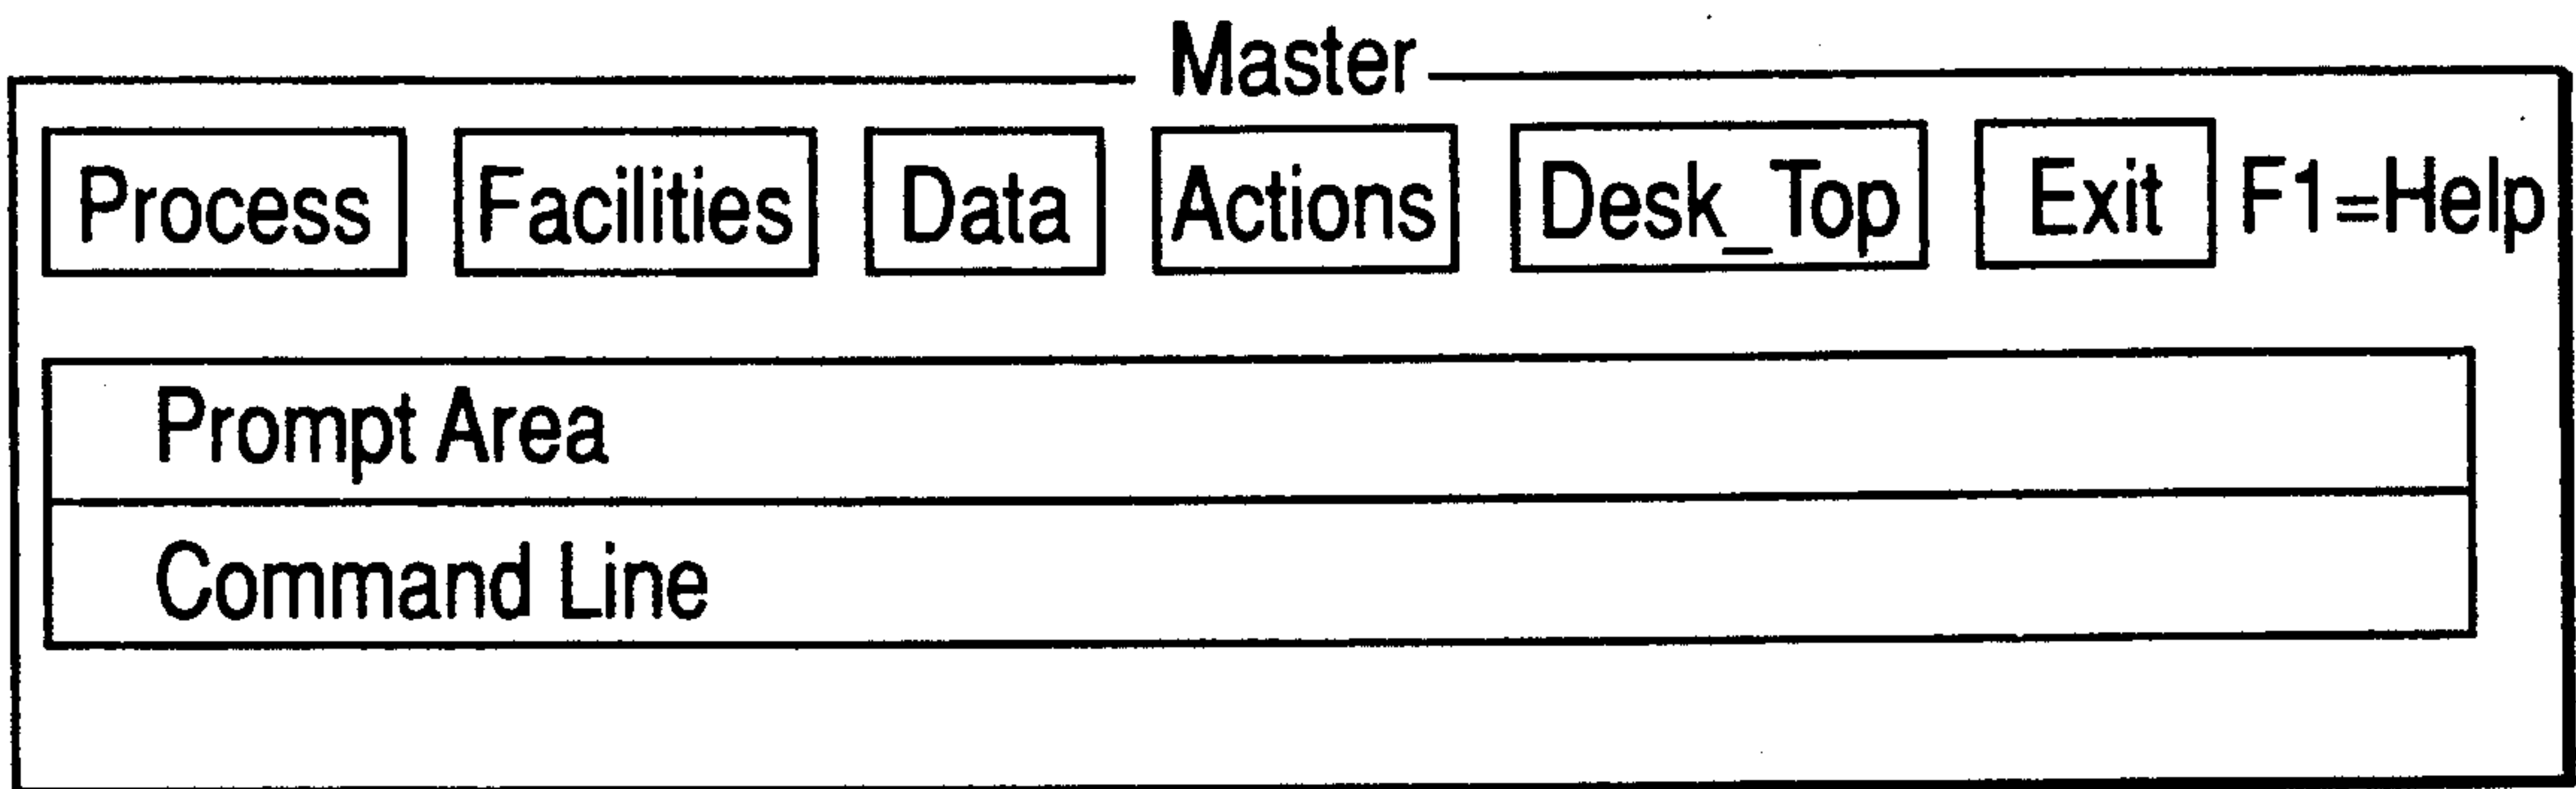 Master
Process Facilities Data Actions Desk_Top Exit F1=Help
Prompt Area
Command Line